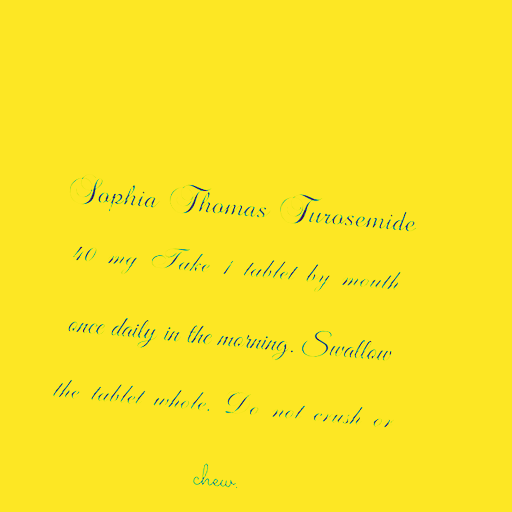 Sophia Thomas Furosemide
40 mg Take 1 tablet by mouth
once daily in the morning. Swallow
the tablet whole. Do not crush or
chew.